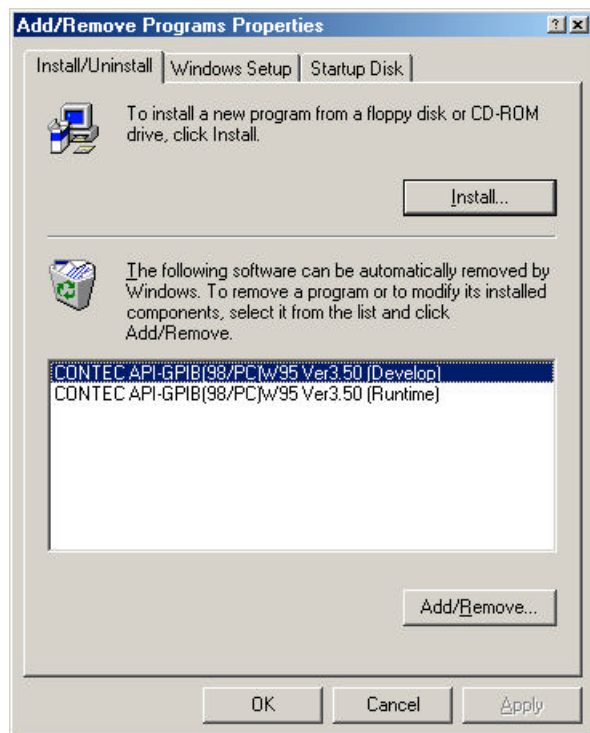 Add/Remove Programs Properties
Install/Uninstall Windows Setup Startup Disk
To install a new program from a floppy disk or CD-ROM
drive, click Install.
Install...
The following software can be automatically removed by
Windows. To remove a program or to modify its installed
components, select it from the list and click
Add/Remove.
CONTEC API-GPIB(98/PC)W95 Ver3.50 (Develop)
CONTEC API-GPIB(98/PC)W95 Ver3.50 (Runtime)
Add/Remove...
OK Cancel Apply